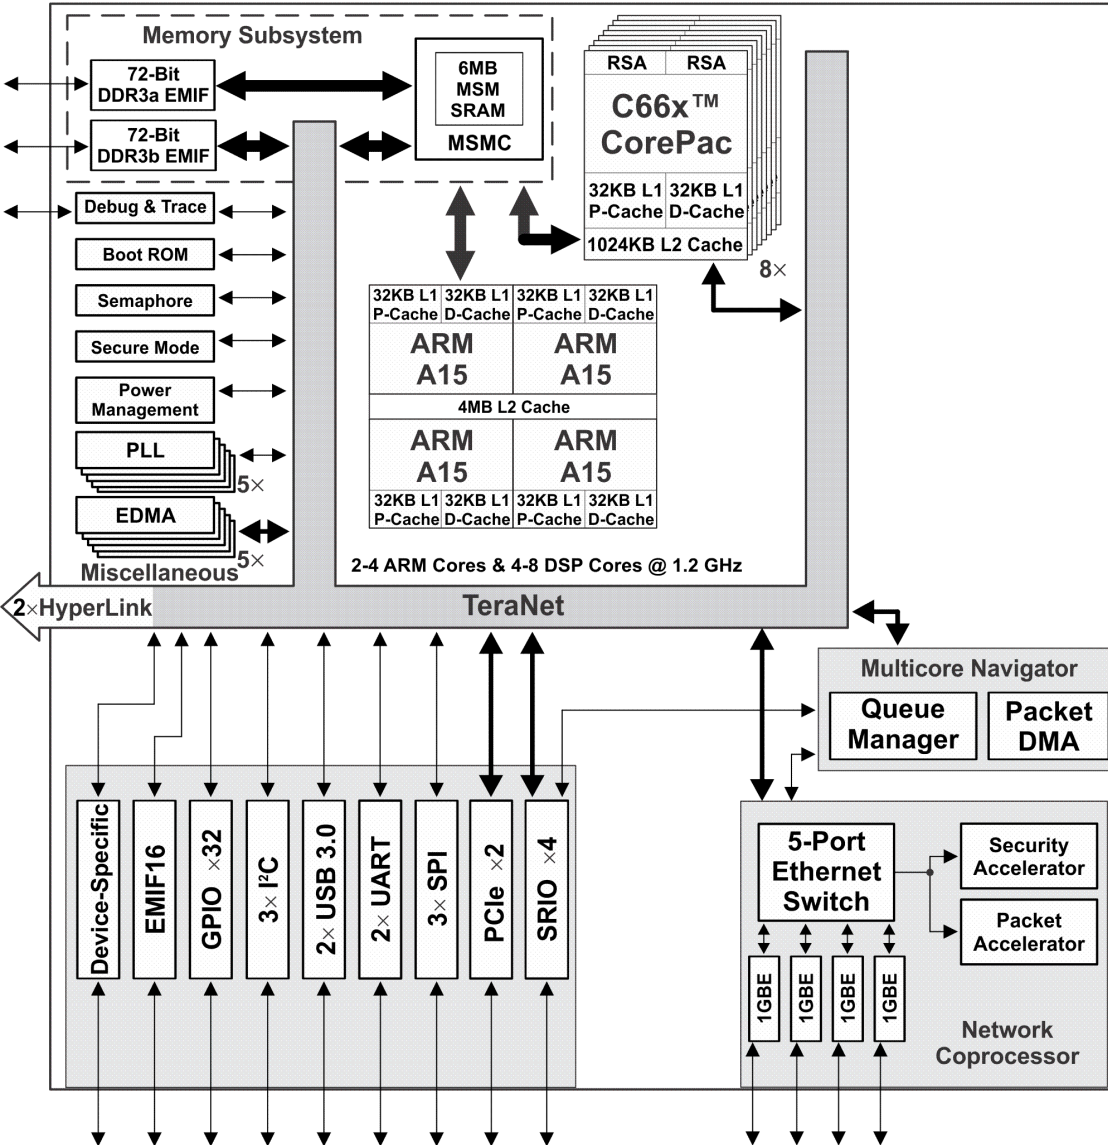 Memory Subsystem
72-Bit
DDR3a EMIF
72-Bit
DDR3b EMIF
6MB
MSM
SRAM
MSMC
RSA RSA
C66x™
CorePac
32KB L1 32KB L1
P-Cache D-Cache
1024KB L2 Cache
8×
Debug & Trace
Boot ROM
Semaphore
Secure Mode
Power
Management
PLL
5×
EDMA
5×
Miscellaneous
32KB L1 32KB L1 32KB L1 32KB L1
P-Cache D-Cache P-Cache D-Cache
ARM ARM
A15 A15
4MB L2 Cache
ARM ARM
A15 A15
32KB L1 32KB L1 32KB L1 32KB L1
P-Cache D-Cache P-Cache D-Cache
2-4 ARM Cores & 4-8 DSP Cores @ 1.2 GHz
2×HyperLink
TeraNet
Multicore Navigator
Queue
Manager
Packet
DMA
Device-Specific
EMIF16
GPIO ×32
3× I²C
2× USB 3.0
2× UART
3× SPI
PCIe ×2
SRIO ×4
5-Port
Ethernet
Switch
Security
Accelerator
Packet
Accelerator
1GBE
1GBE
1GBE
1GBE
Network
Coprocessor